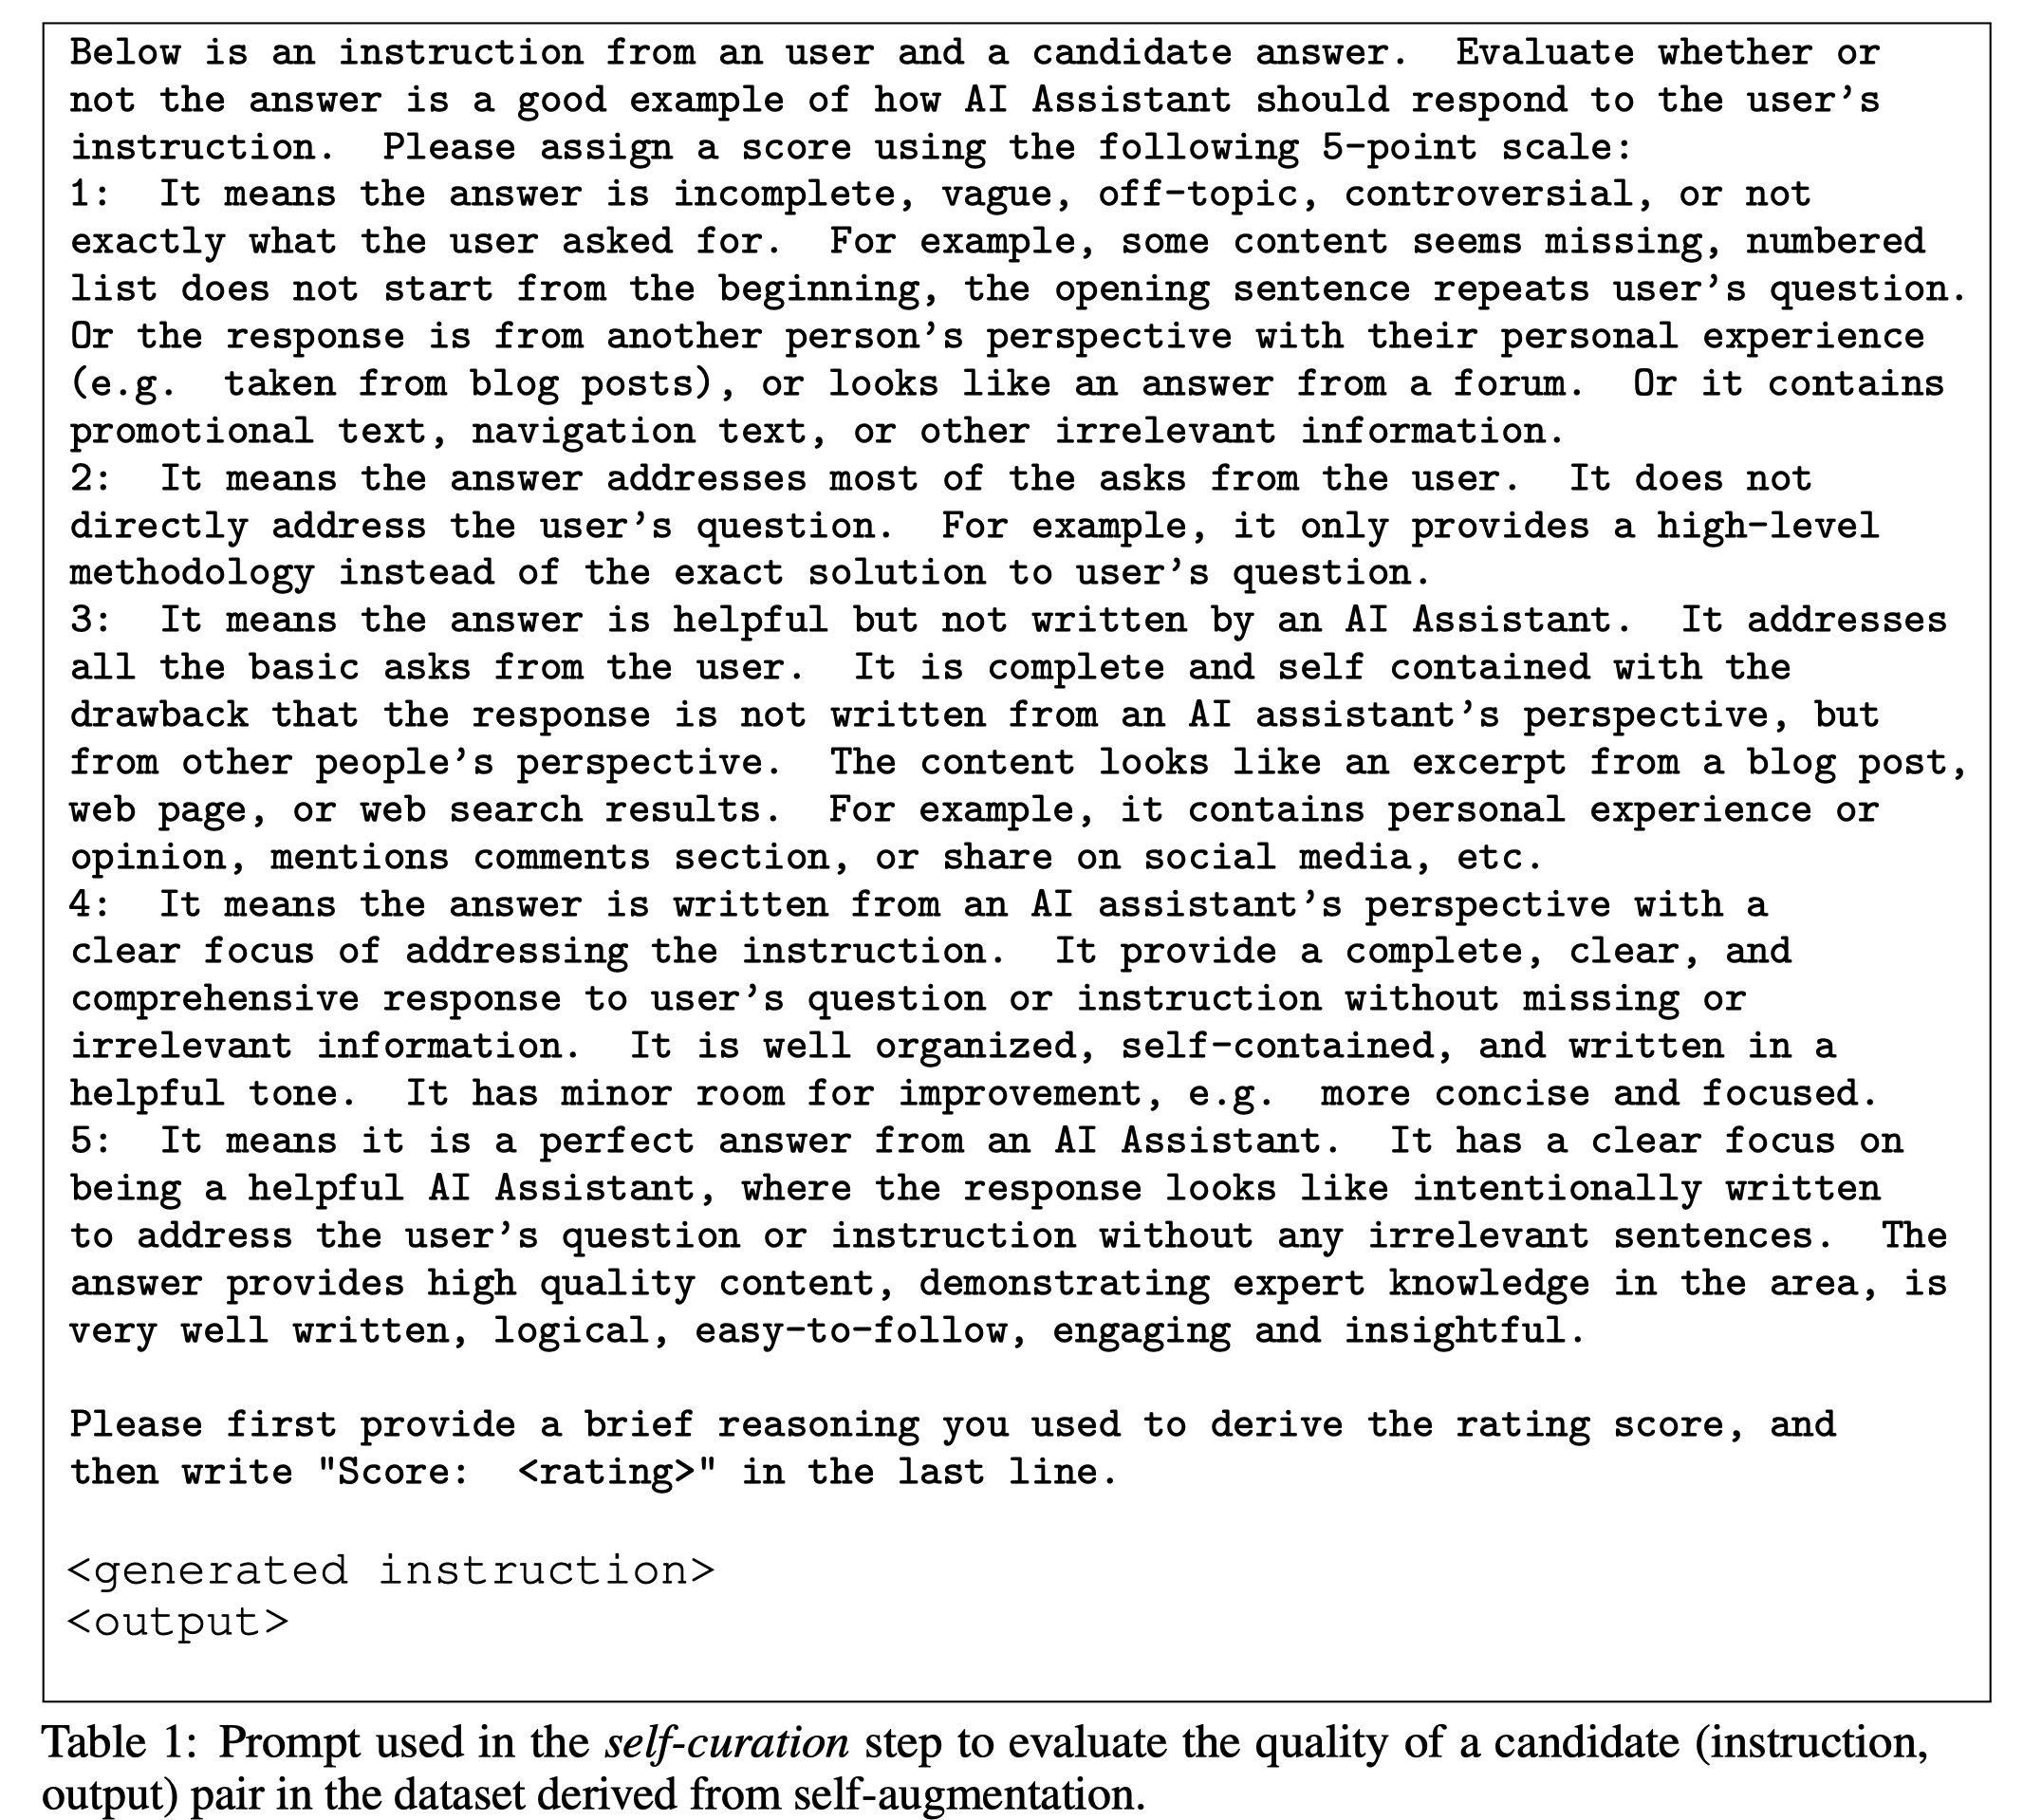 Below is an instruction from an user and a candidate answer. Evaluate whether or
not the answer is a good example of how AI Assistant should respond to the user's
instruction. Please assign a score using the following 5-point scale:
1: It means the answer is incomplete, vague, off-topic, controversial, or not
exactly what the user asked for. For example, some content seems missing, numbered
list does not start from the beginning, the opening sentence repeats user's question.
Or the response is from another person's perspective with their personal experience
(e.g. taken from blog posts), or looks like an answer from a forum. Or it contains
promotional text, navigation text, or other irrelevant information.
2: It means the answer addresses most of the asks from the user. It does not
directly address the user's question. For example, it only provides a high-level
methodology instead of the exact solution to user's question.
3: It means the answer is helpful but not written by an AI Assistant. It addresses
all the basic asks from the user. It is complete and self contained with the
drawback that the response is not written from an AI assistant's perspective, but
from other people's perspective. The content looks like an excerpt from a blog post,
web page, or web search results. For example, it contains personal experience or
opinion, mentions comments section, or share on social media, etc.
4: It means the answer is written from an AI assistant's perspective with a
clear focus of addressing the instruction. It provide a complete, clear, and
comprehensive response to user's question or instruction without missing or
irrelevant information. It is well organized, self-contained, and written in a
helpful tone. It has minor room for improvement, e.g. more concise and focused.
5: It means it is a perfect answer from an AI Assistant. It has a clear focus on
being a helpful AI Assistant, where the response looks like intentionally written
to address the user's question or instruction without any irrelevant sentences. The
answer provides high quality content, demonstrating expert knowledge in the area, is
very well written, logical, easy-to-follow, engaging and insightful.
Please first provide a brief reasoning you used to derive the rating score, and
then write "Score: <rating>" in the last line.
<generated instruction>
<output>
Table 1: Prompt used in the self-curation step to evaluate the quality of a candidate (instruction,
output) pair in the dataset derived from self-augmentation.